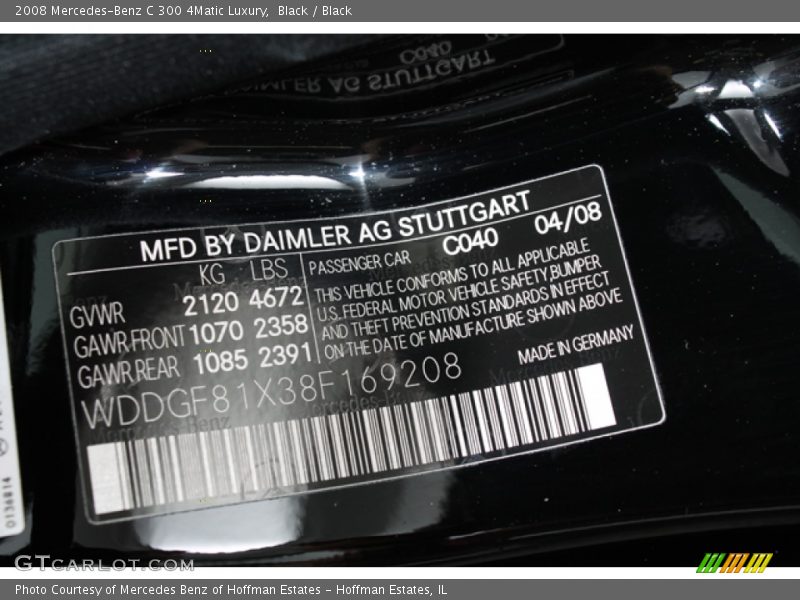 2008 Mercedes-Benz C 300 4Matic Luxury, Black / Black
C040
DAIMLER AG STUTTGART
MFD BY DAIMLER AG STUTTGART
KG LBS PASSENGER CAR C040 04/08
GVWR 2120 4672
GAWR FRONT 1070 2358
GAWR REAR 1085 2391
THIS VEHICLE CONFORMS TO ALL APPLICABLE
U.S. FEDERAL MOTOR VEHICLE SAFETY BUMPER
AND THEFT PREVENTION STANDARDS IN EFFECT
ON THE DATE OF MANUFACTURE SHOWN ABOVE
WDDGF81X38F169208 MADE IN GERMANY
0136814
GTcarlot.com
Photo Courtesy of Mercedes Benz of Hoffman Estates - Hoffman Estates, IL